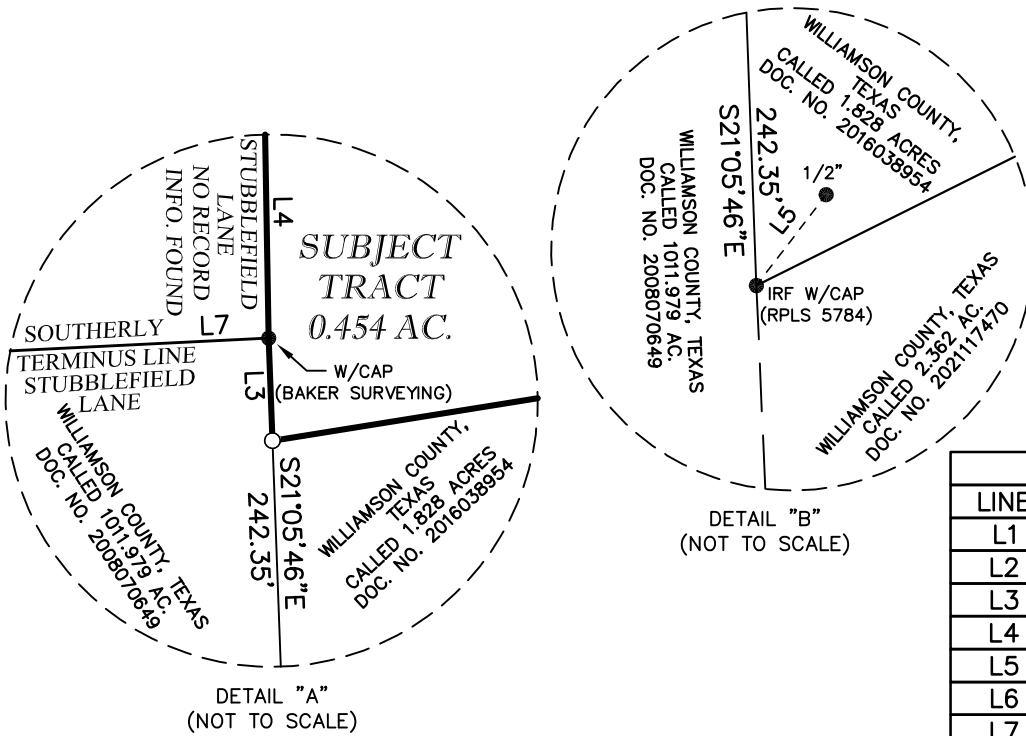 STUBBLEFIELD
LANE
NO RECORD
INFO. FOUND
L4
SUBJECT
TRACT
0.454 AC.
SOUTHERLY
L7
TERMINUS LINE
STUBBLEFIELD
LANE
L3
W/CAP
(BAKER SURVEYING)
WILLIAMSON COUNTY, TEXAS
CALLED 1011.979 AC.
DOC. NO. 2008070649
S21°05'46"E
242.35'
WILLIAMSON COUNTY,
TEXAS
CALLED 1.828 ACRES
DOC. NO. 2016038954
DETAIL "A"
(NOT TO SCALE)
WILLIAMSON COUNTY,
TEXAS
CALLED 1.828 ACRES
DOC. NO. 2016038954
242.35'
S21°05'46"E
L5
1/2"
WILLIAMSON COUNTY, TEXAS
CALLED 1011.979 AC.
DOC. NO. 2008070649
IRF W/CAP
(RPLS 5784)
WILLIAMSON COUNTY, TEXAS
CALLED 2.362 AC.
DOC. NO. 2021117470
DETAIL "B"
(NOT TO SCALE)
LINE
L1
L2
L3
L4
L5
L6
L7